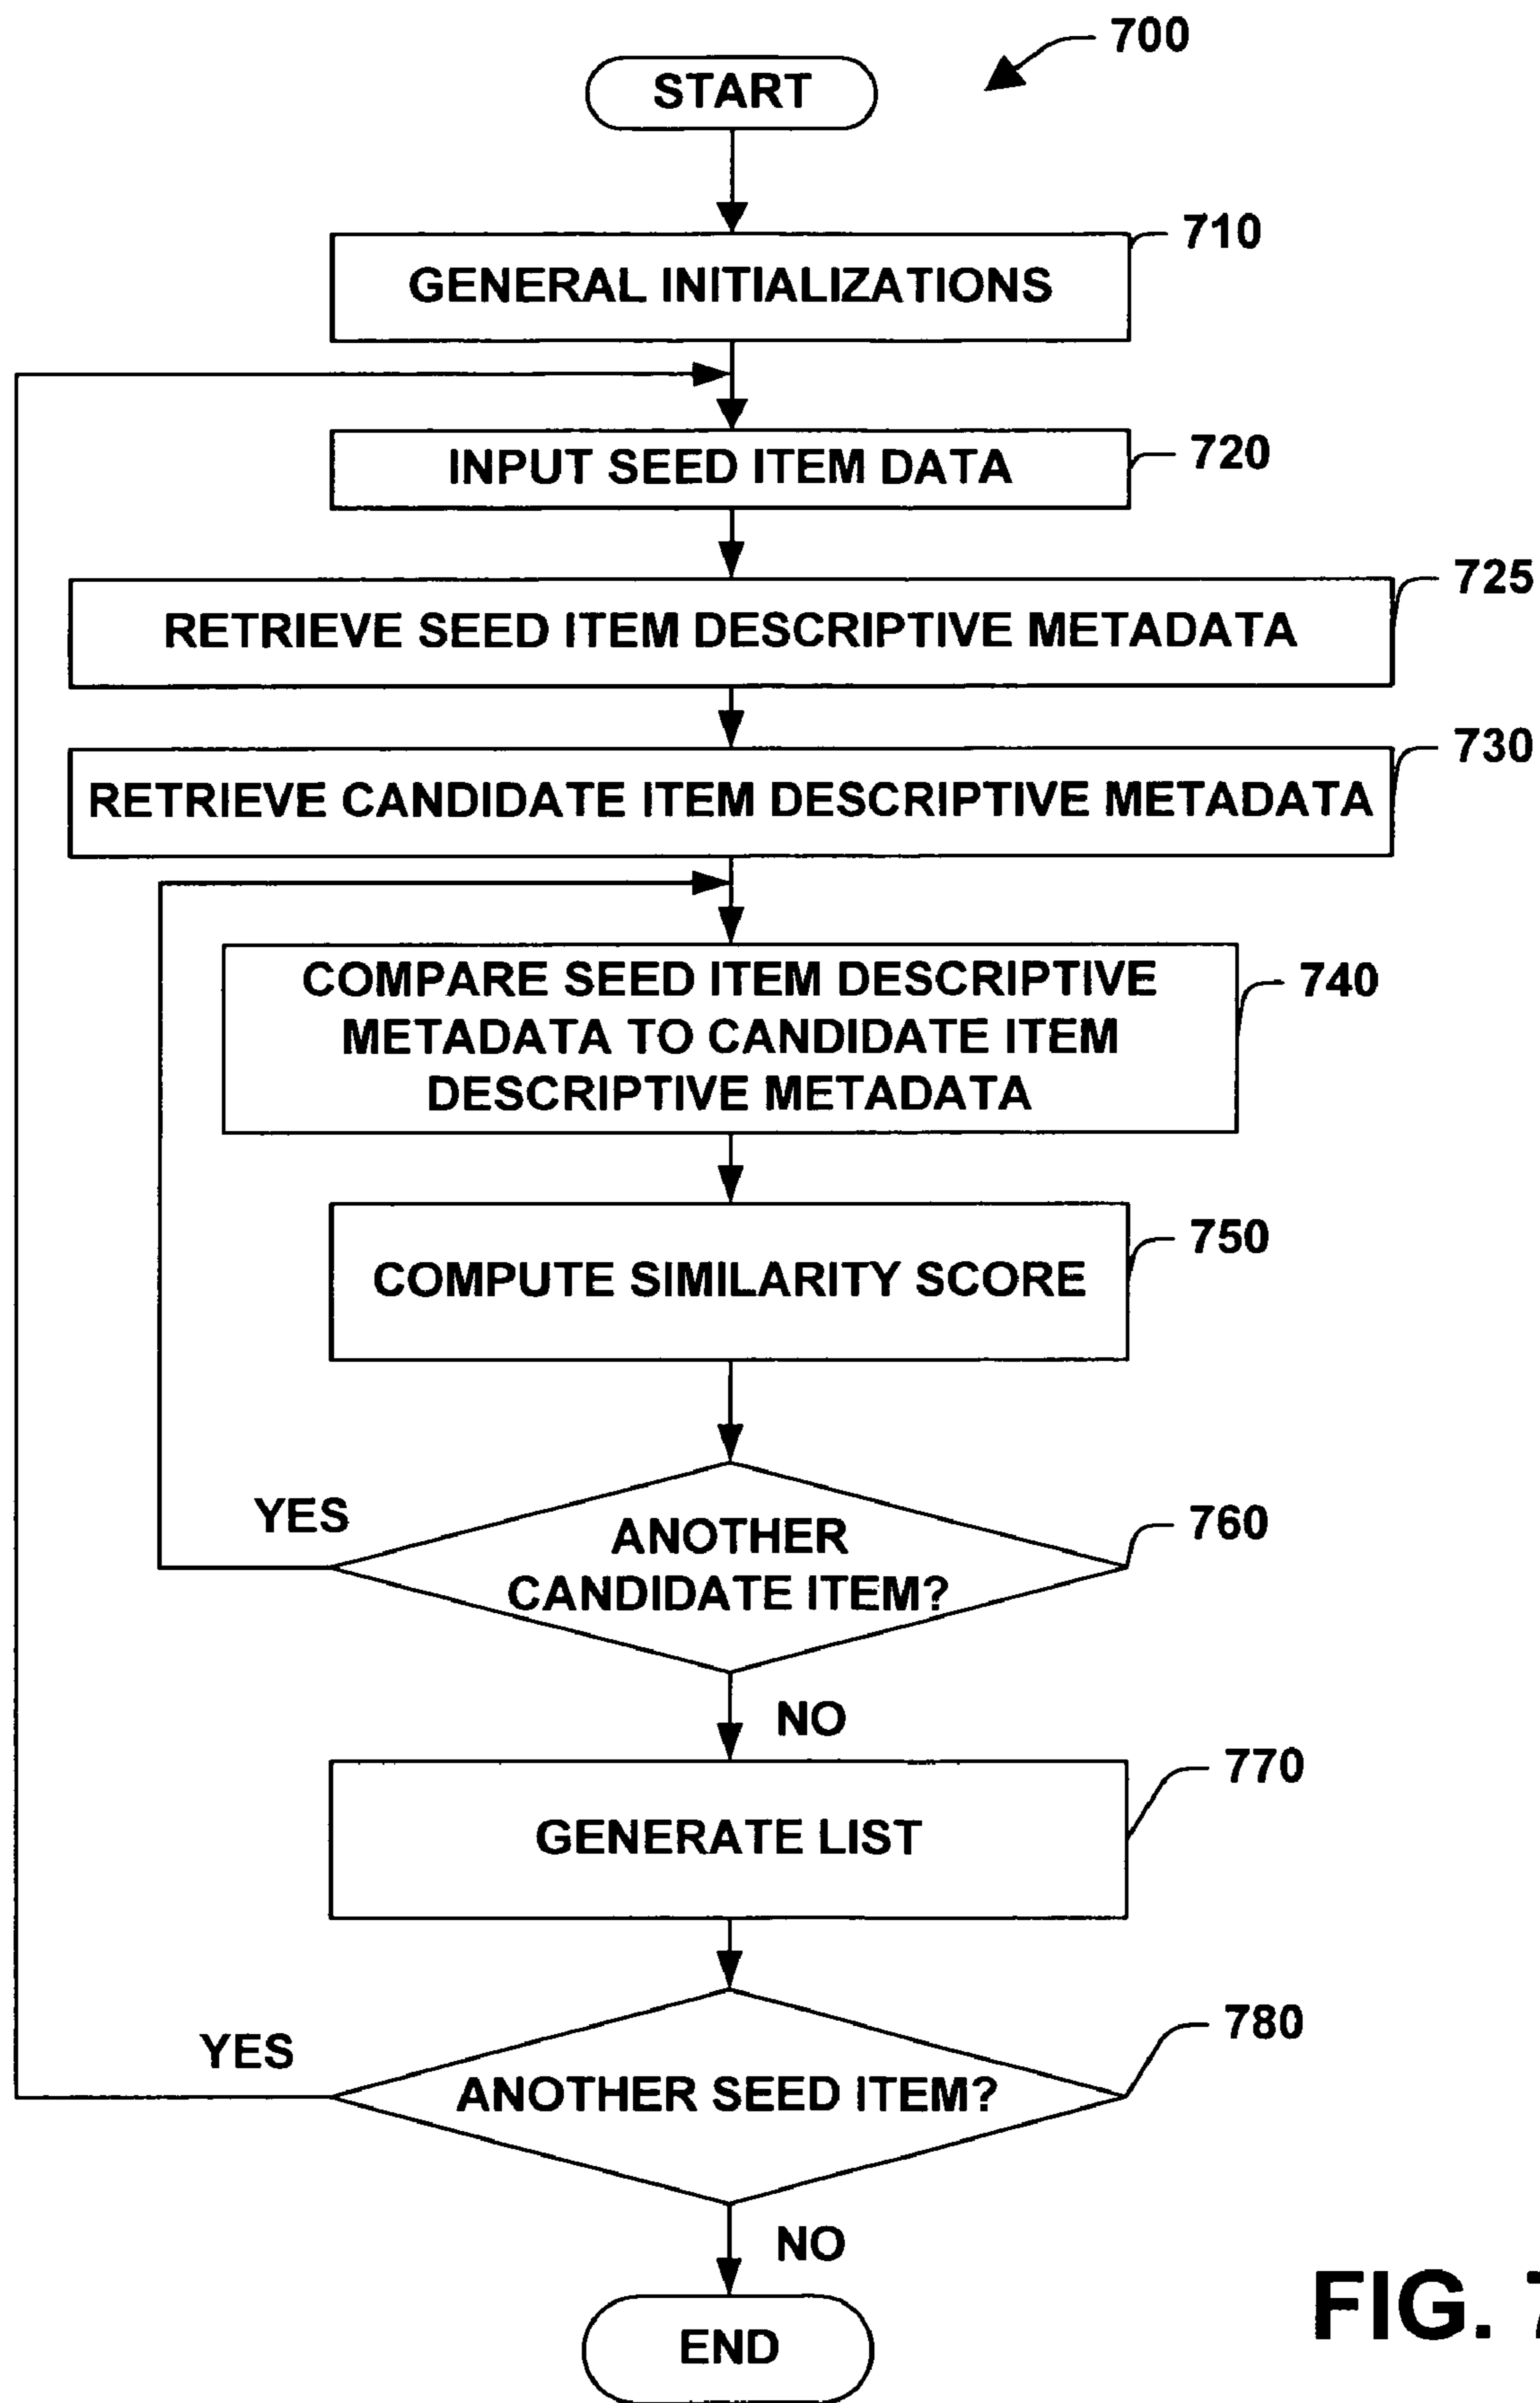 700
START
710
GENERAL INITIALIZATIONS
720
INPUT SEED ITEM DATA
725
RETRIEVE SEED ITEM DESCRIPTIVE METADATA
730
RETRIEVE CANDIDATE ITEM DESCRIPTIVE METADATA
COMPARE SEED ITEM DESCRIPTIVE
740
METADATA TO CANDIDATE ITEM
DESCRIPTIVE METADATA
750
COMPUTE SIMILARITY SCORE
YES
760
ANOTHER
CANDIDATE ITEM?
NO
770
GENERATE LIST
780
YES
ANOTHER SEED ITEM?
NO
END
FIG. 7